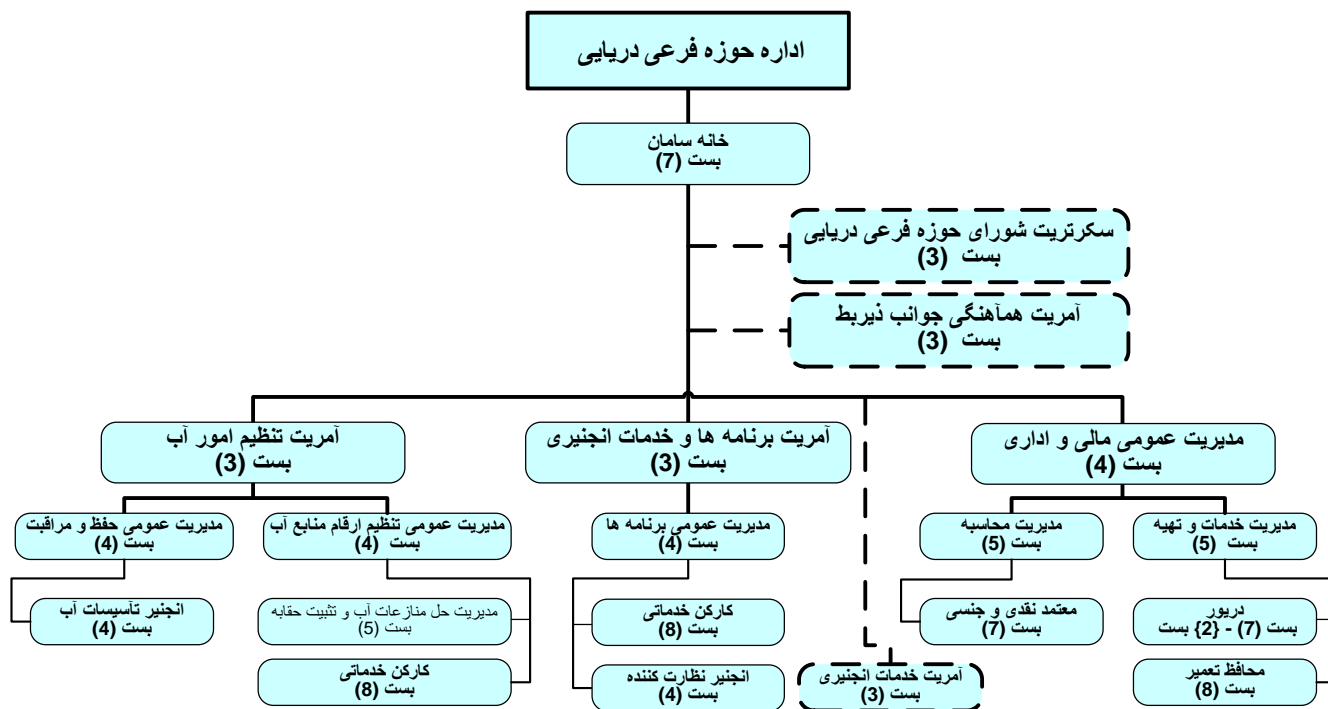 اداره حوزه فرعی دریایی
خانه سامان
بست (7)
سکرتریت شورای حوزه فرعی دریایی
بست (3)
آمریت همآهنگی جوانب ذیربط
بست (3)
مدیریت عمومی مالی و اداری
بست (4)
آمریت برنامه ها و خدمات انجنیری
بست (3)
آمریت تنظیم امور آب
بست (3)
مدیریت خدمات و تهیه
بست (5)
مدیریت محاسبه
بست (5)
مدیریت عمومی برنامه ها
بست (4)
مدیریت عمومی تنظیم ارقام منابع آب
بست (4)
مدیریت عمومی حفظ و مراقبت
بست (4)
دریور
بست (7) - {2} بست
معتمد نقدی و جنسی
بست (7)
کارکن خدماتی
بست (8)
مدیریت حل منازعات آب و تثبیت حقابه
بست (5)
انجنیر تآسیسات آب
بست (4)
محافظ تعمیر
بست (8)
آمریت خدمات انجنیری
بست (3)
انجنیر نظارت کننده
بست (4)
کارکن خدماتی
بست (8)